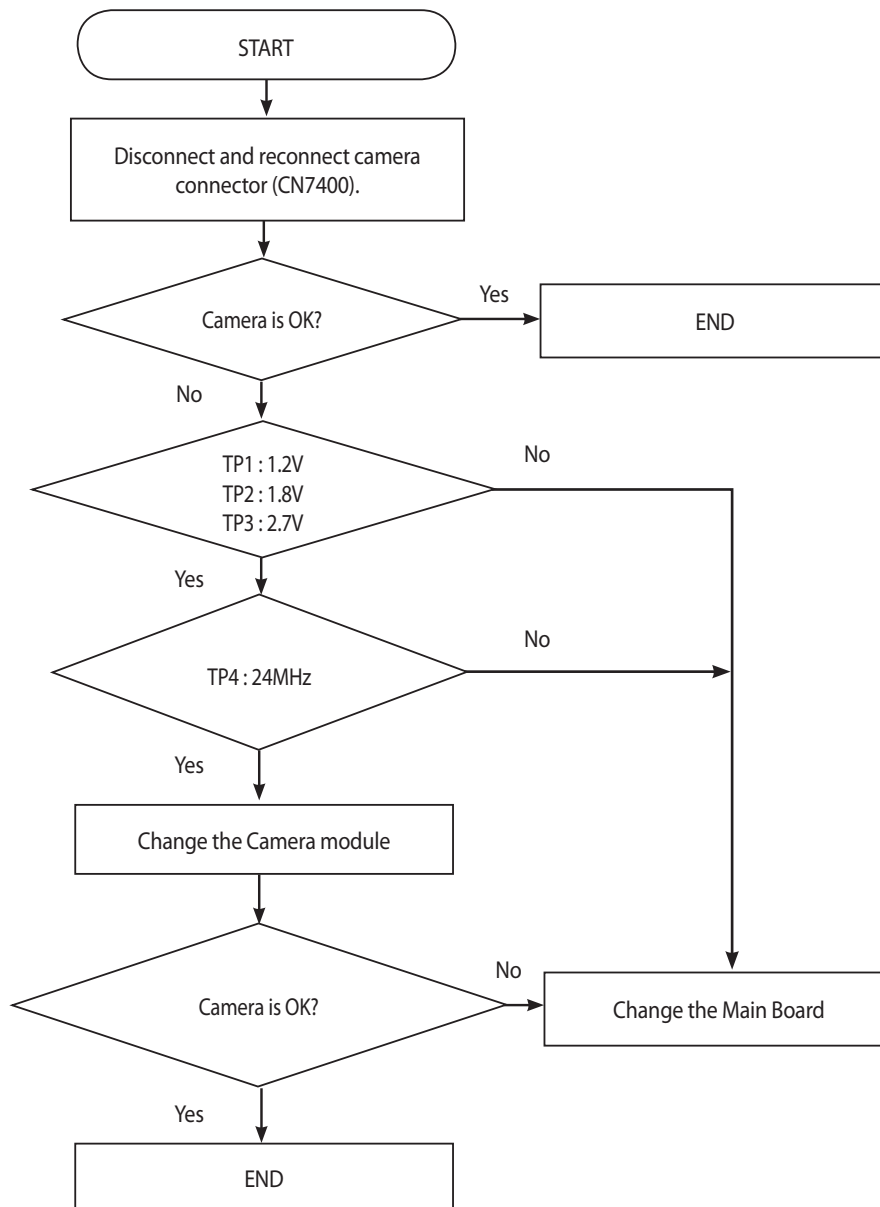 START
Disconnect and reconnect camera
connector (CN7400).
Camera is OK?
Yes
END
No
TP1 : 1.2V
TP2 : 1.8V
TP3 : 2.7V
No
Yes
TP4 : 24MHz
No
Yes
Change the Camera module
Camera is OK?
No
Change the Main Board
Yes
END